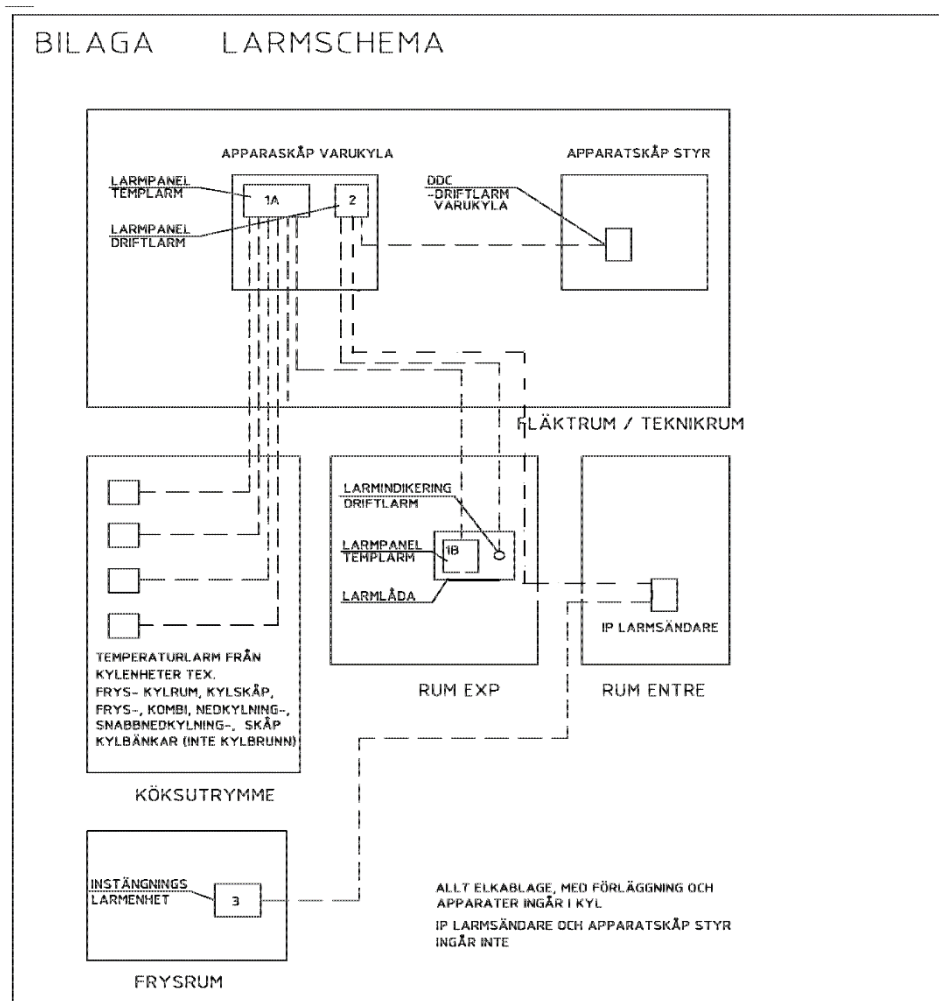 BILAGA LARMSCHEMA
APPARASKÅP VARUKYLA
APPARATSKÅP STYR
LARMPANEL
TEMPLARM
1A
2
DDC
-DRIFTLARM
VARUKYLA
LARMPANEL
DRIFTLARM
FLÄKTRUM / TEKNIKRUM
LARMINDIKERING
DRIFTLARM
LARMPANEL
TEMPLARM
1B
LARMLÅDA
IP LARMSÄNDARE
TEMPERATURLARM FRÅN
KYLENHETER TEX.
FRYS- KYLRUM, KYLSKÅP,
FRYS-, KOMBI, NEDKYLNING-,
SNABBNEDKYLNING-, SKÅP
KYLBÄNKAR (INTE KYLBRUNN)
RUM EXP
RUM ENTRE
KÖKSUTRYMME
INSTÄNGNINGS
LARMENHET
3
ALLT ELKABLAGE, MED FÖRLÄGGNING OCH
APPARATER INGÅR I KYL
IP LARMSÄNDARE OCH APPARATSKÅP STYR
INGÅR INTE
FRYSRUM